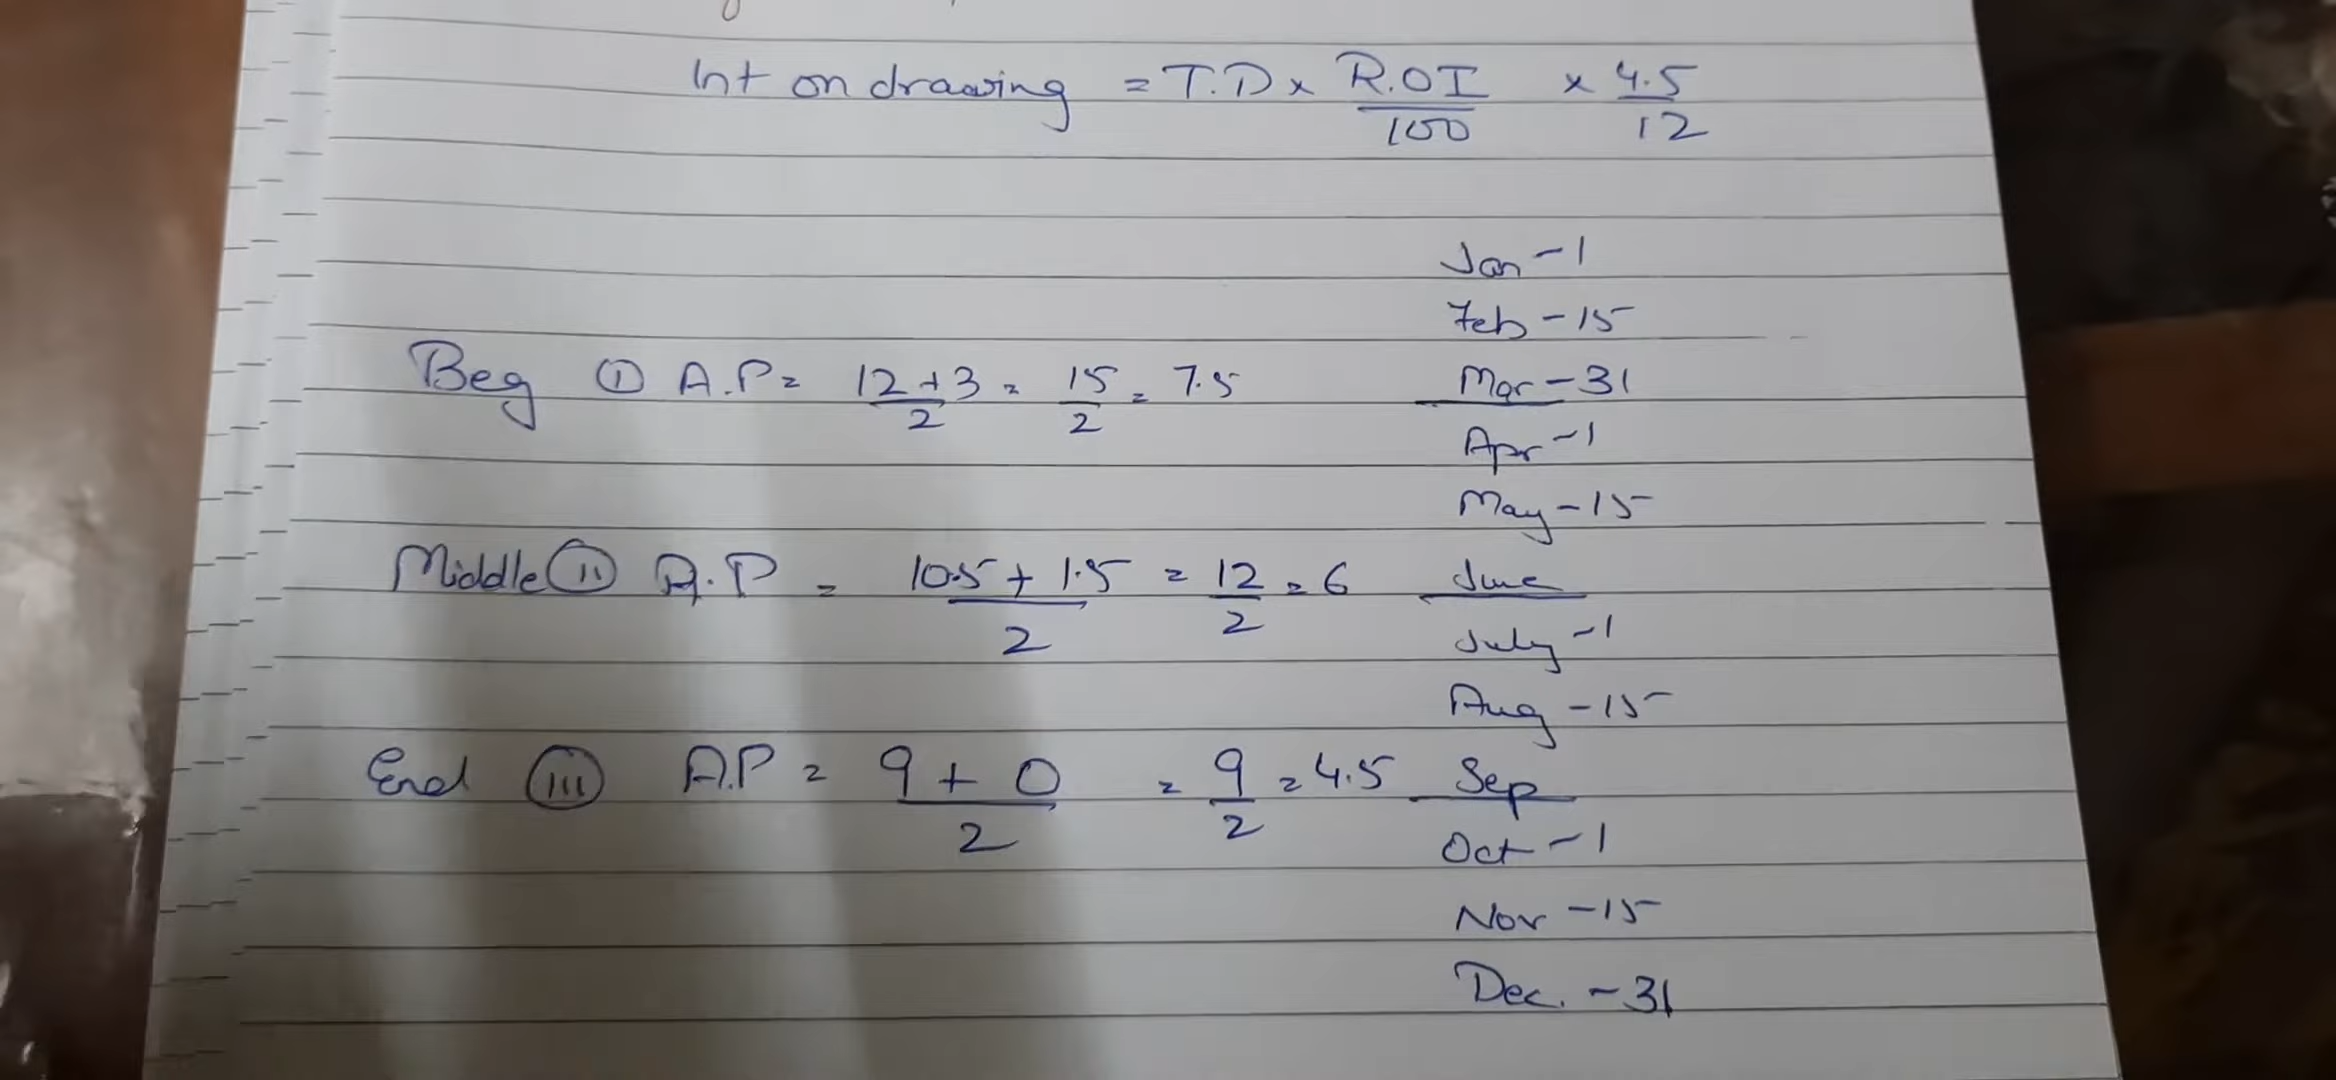 Int on drawing = T.D x R.OI/100 x 4.5/12
Jan - 1
Feb - 15
Beg (i) A.P = 12+3/2 = 15/2 = 7.5
Mar - 31
Apr - 1
May - 15
Middle (ii) A.P = 10.5 + 1.5/2 = 12/2 = 6
June
July - 1
Aug - 15
End (iii) A.P = 9 + 0/2 = 9/2 = 4.5
Sep
Oct - 1
Nov - 15
Dec. - 31